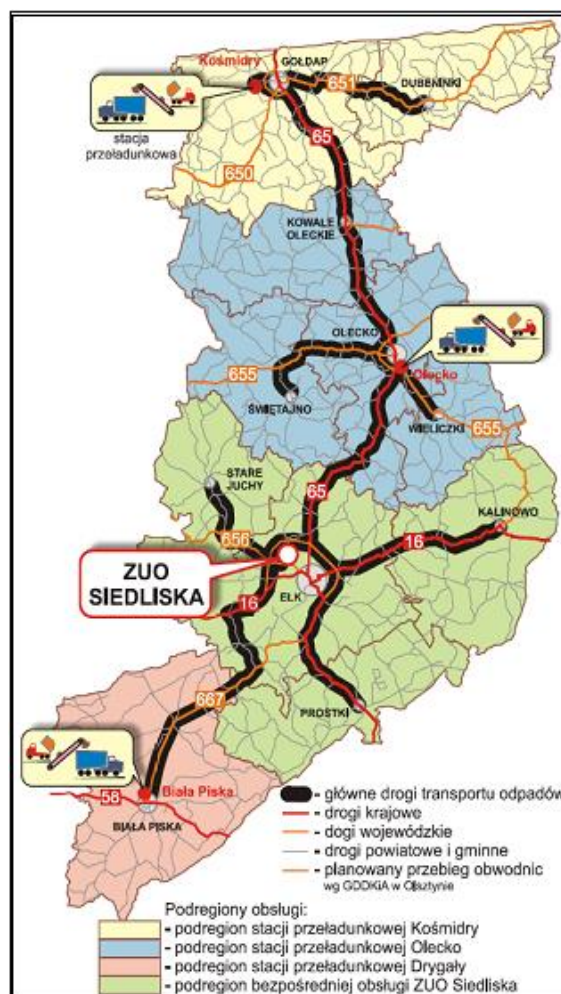 Kośmidry
GOŁDAP
651
DUBENINKI
stacja
przeładunkowa
65
650
KOWALE
OLECKIE
OLECKO
655
Olecko
ŚWIĘTAJNO
WIELICZKI
655
STARE
JUCHY
65
KALINOWO
656
16
ZUO
SIEDLISKA
16
EŁK
667
PROSTKI
Biała Piska
58
BIAŁA PISKA
- główne drogi transportu odpadów
- drogi krajowe
- dogi wojewódzkie
- drogi powiatowe i gminne
- planowany przebieg obwodnic
wg GDDKiA w Olsztynie
Podregiony obsługi:
- podregion stacji przeładunkowej Kośmidry
- podregion stacji przeładunkowej Olecko
- podregion stacji przeładunkowej Drygały
- podregion bezpośredniej obsługi ZUO Siedliska